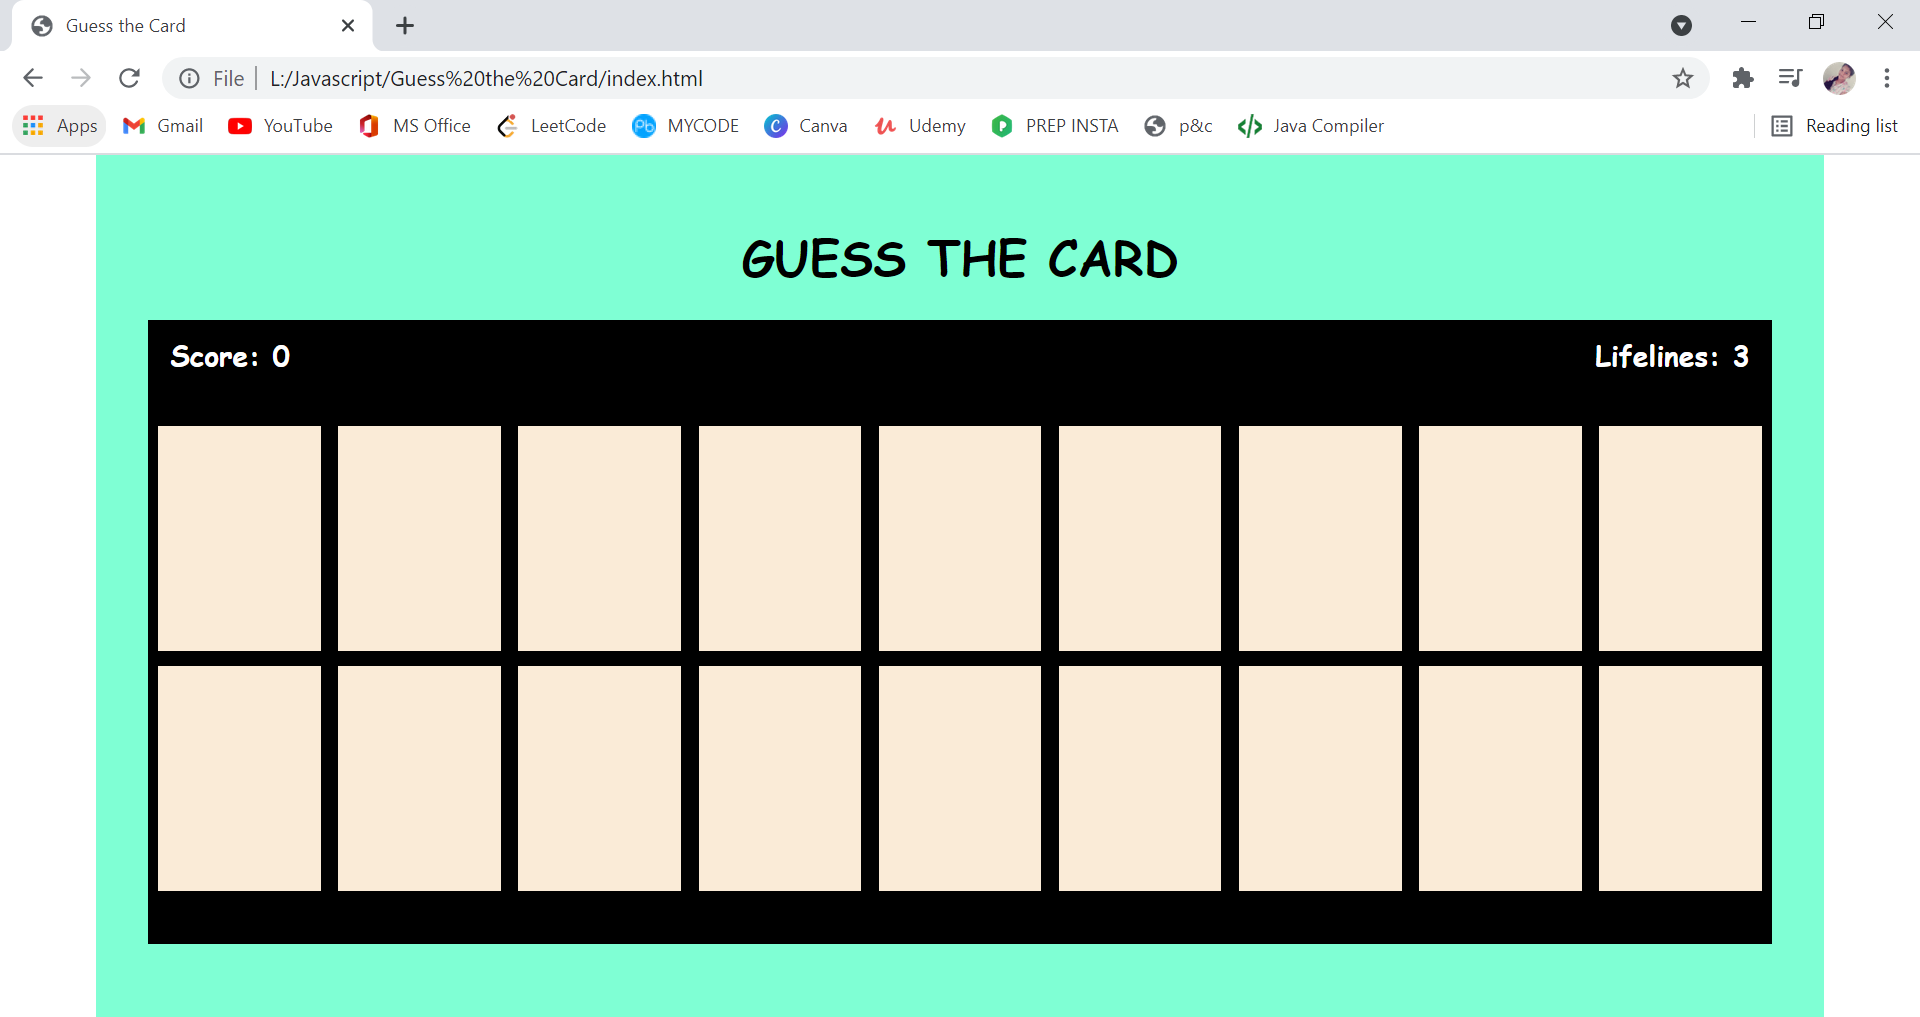 Guess the Card
File L:/Javascript/Guess%20the%20Card/index.html
Apps Gmail YouTube MS Office LeetCode Pb MYCODE Canva Udemy PREP INSTA p&c Java Compiler Reading list
GUESS THE CARD
Score: 0 Lifelines: 3